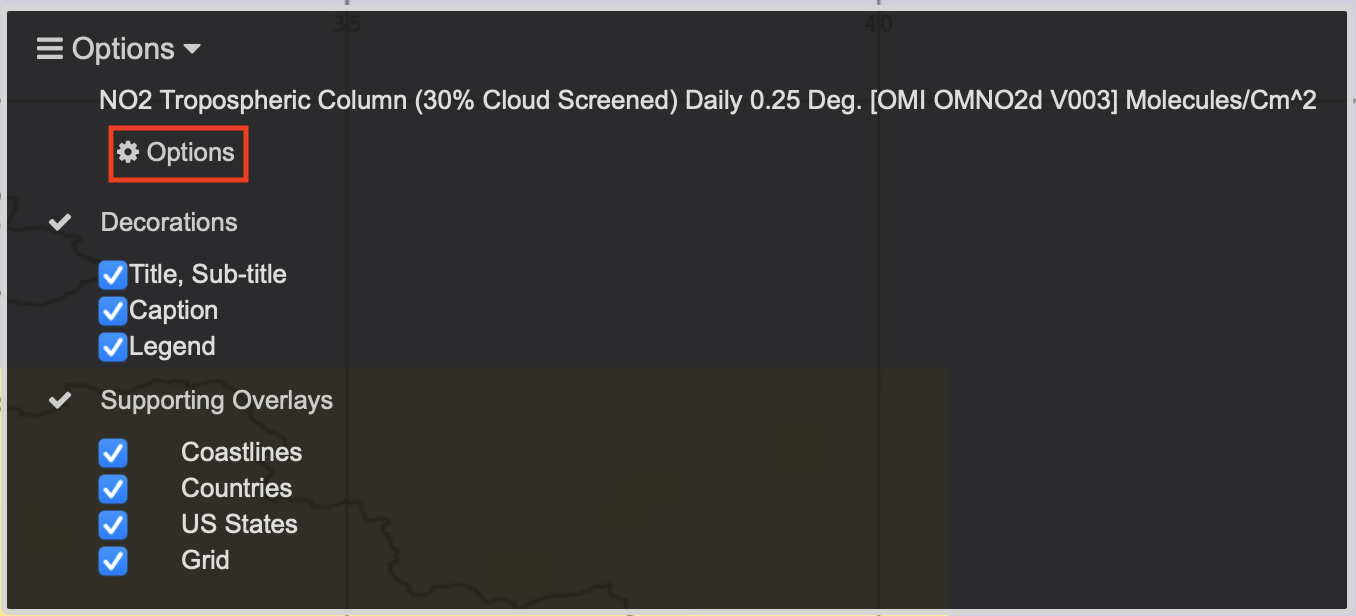 35 40
Options
NO2 Tropospheric Column (30% Cloud Screened) Daily 0.25 Deg. [OMI OMNO2d V003] Molecules/Cm^2
Options
Decorations
Title, Sub-title
Caption
Legend
Supporting Overlays
Coastlines
Countries
US States
Grid